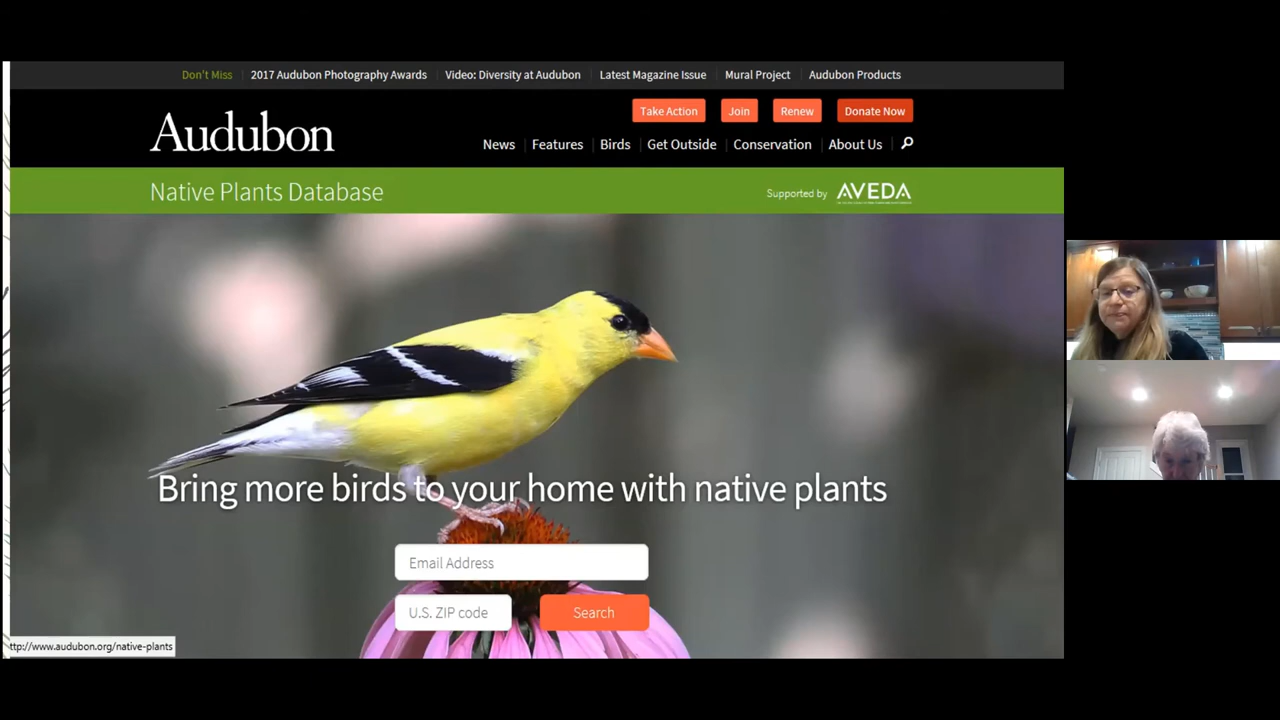 Don't Miss 2017 Audubon Photography Awards Video: Diversity at Audubon Latest Magazine Issue Mural Project Audubon Products
Take Action Join Renew Donate Now
Audubon
News Features Birds Get Outside Conservation About Us
Native Plants Database
Supported by AVEDA
Bring more birds to your home with native plants
Email Address
U.S. ZIP code Search
ttp://www.audubon.org/native-plants